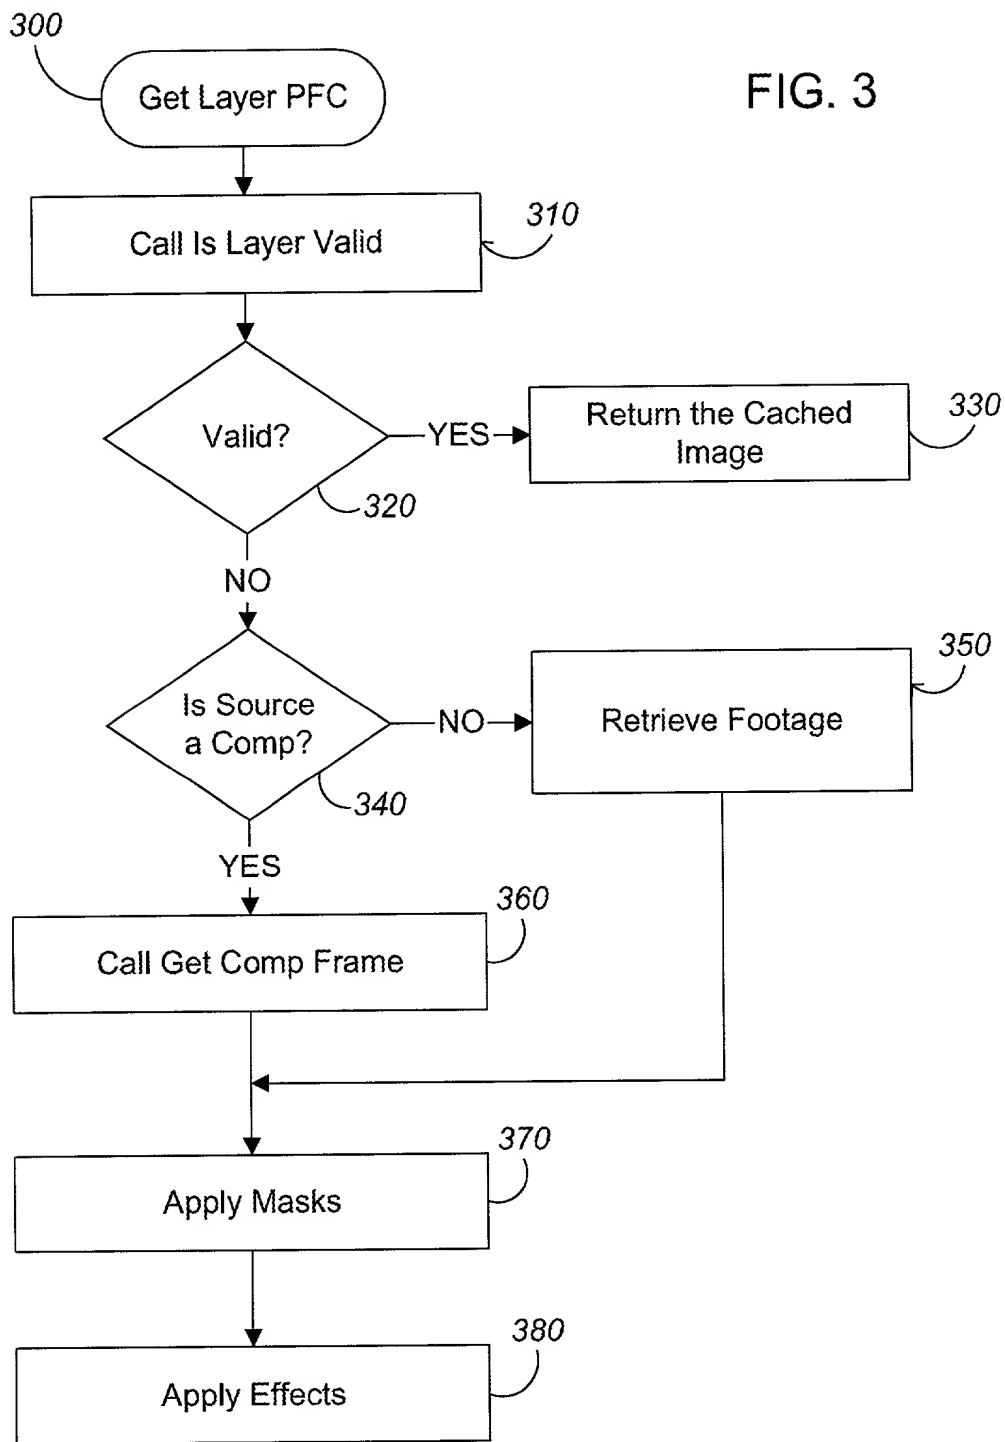 300
Get Layer PFC
FIG. 3
310
Call Is Layer Valid
Valid?
YES
Return the Cached
Image
330
320
NO
350
Is Source
a Comp?
NO
Retrieve Footage
340
YES
360
Call Get Comp Frame
370
Apply Masks
380
Apply Effects